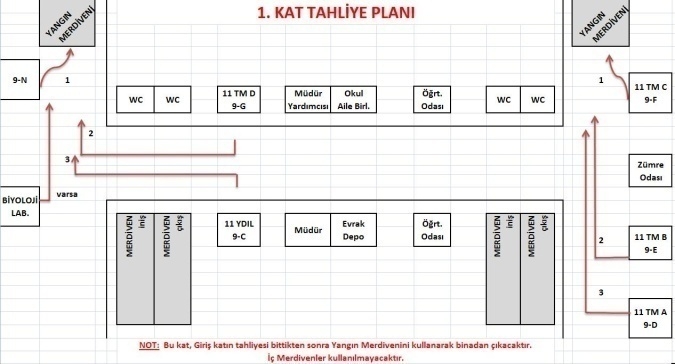 1. KAT TAHLİYE PLANI
YANGIN
MERDİVENİ
YANGIN
MERDİVENİ
9-N
1
WC
WC
11 TM D
9-G
Müdür
Yardımcısı
Okul
Aile Birl.
Öğrt.
Odası
WC
WC
1
11 TM C
9-F
2
3
Zümre
Odası
BİYOLOJİ
LAB.
varsa
MERDİVEN
iniş
MERDİVEN
çıkış
11 YDIL
9-C
Müdür
Evrak
Depo
Öğrt.
Odası
MERDİVEN
iniş
MERDİVEN
çıkış
2
11 TM B
9-E
3
11 TM A
9-D
NOT: Bu kat, Giriş katın tahliyesi bittikten sonra Yangın Merdivenini kullanarak binadan çıkacaktır.
İç Merdivenler kullanılmayacaktır.